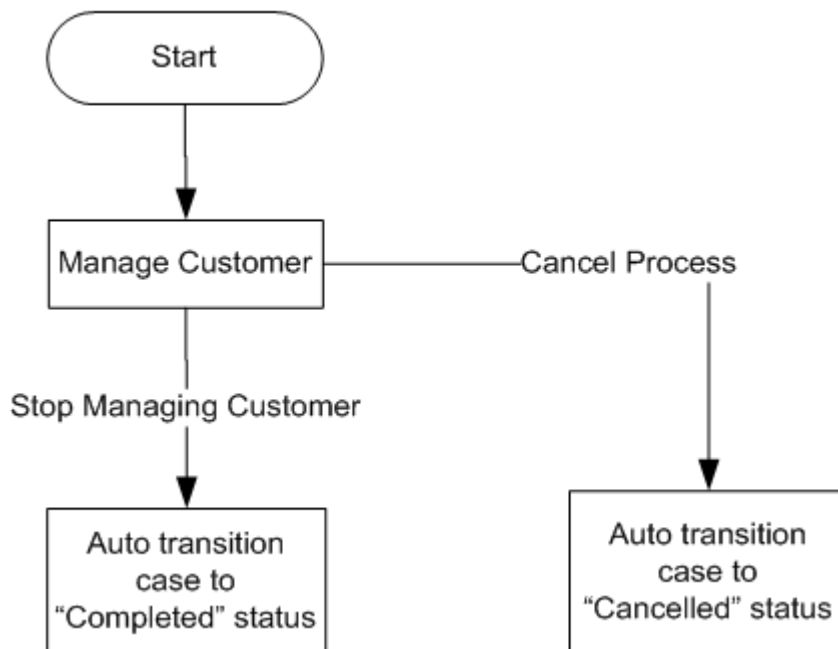 Start
Manage Customer
Cancel Process
Stop Managing Customer
Auto transition
case to
“Completed” status
Auto transition
case to
“Cancelled” status